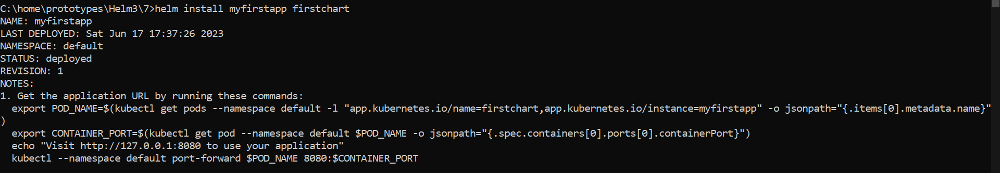 C:\home\prototypes\Helm3\7>helm install myfirstapp firstchart
NAME: myfirstapp
LAST DEPLOYED: Sat Jun 17 17:37:26 2023
NAMESPACE: default
STATUS: deployed
REVISION: 1
NOTES:
1. Get the application URL by running these commands:
  export POD_NAME=$(kubectl get pods --namespace default -l "app.kubernetes.io/name=firstchart,app.kubernetes.io/instance=myfirstapp" -o jsonpath="{.items[0].metadata.name}"
)
  export CONTAINER_PORT=$(kubectl get pod --namespace default $POD_NAME -o jsonpath="{.spec.containers[0].ports[0].containerPort}")
  echo "Visit http://127.0.0.1:8080 to use your application"
  kubectl --namespace default port-forward $POD_NAME 8080:$CONTAINER_PORT